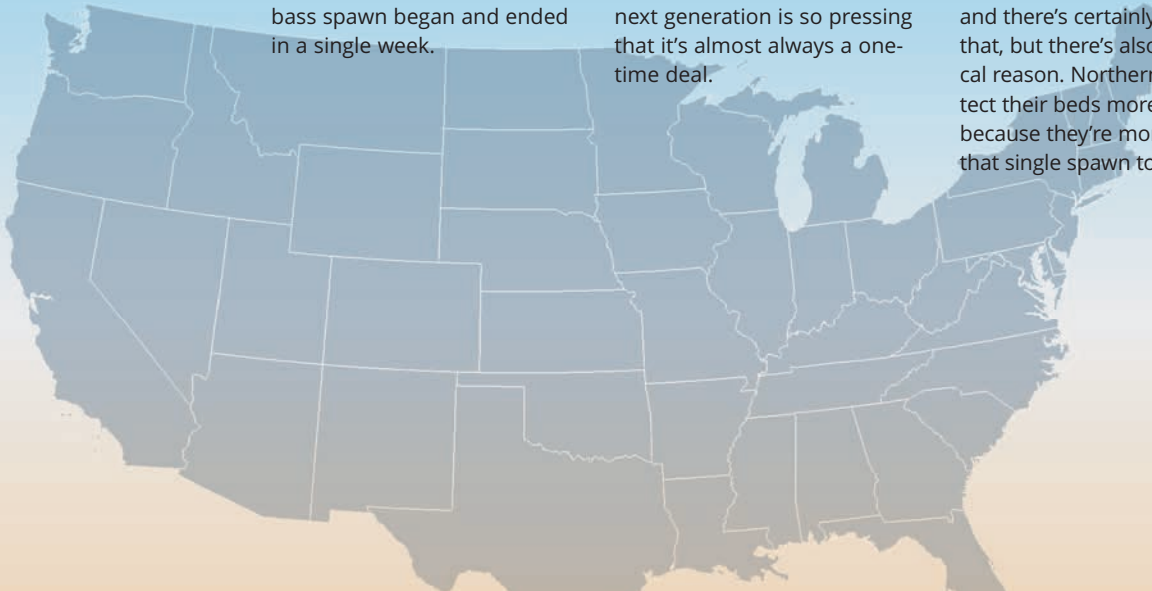 bass spawn began and ended
in a single week.
next generation is so pressing
that it's almost always a one-
time deal.
and there's certainly
that, but there's also
cal reason. Northern
tect their beds more
because they're mo
that single spawn to